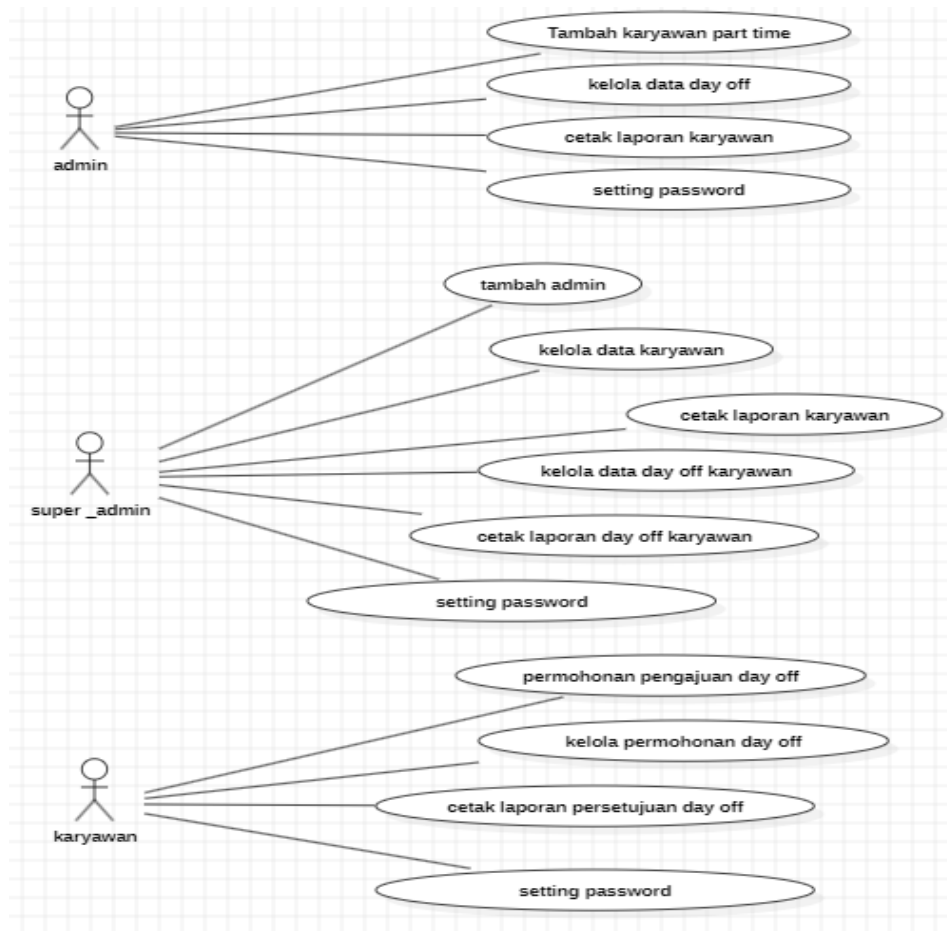 Tambah karyawan part time
kelola data day off
cetak laporan karyawan
setting password
admin
tambah admin
kelola data karyawan
cetak laporan karyawan
kelola data day off karyawan
cetak laporan day off karyawan
setting password
super _admin
permohonan pengajuan day off
kelola permohonan day off
cetak laporan persetujuan day off
setting password
karyawan